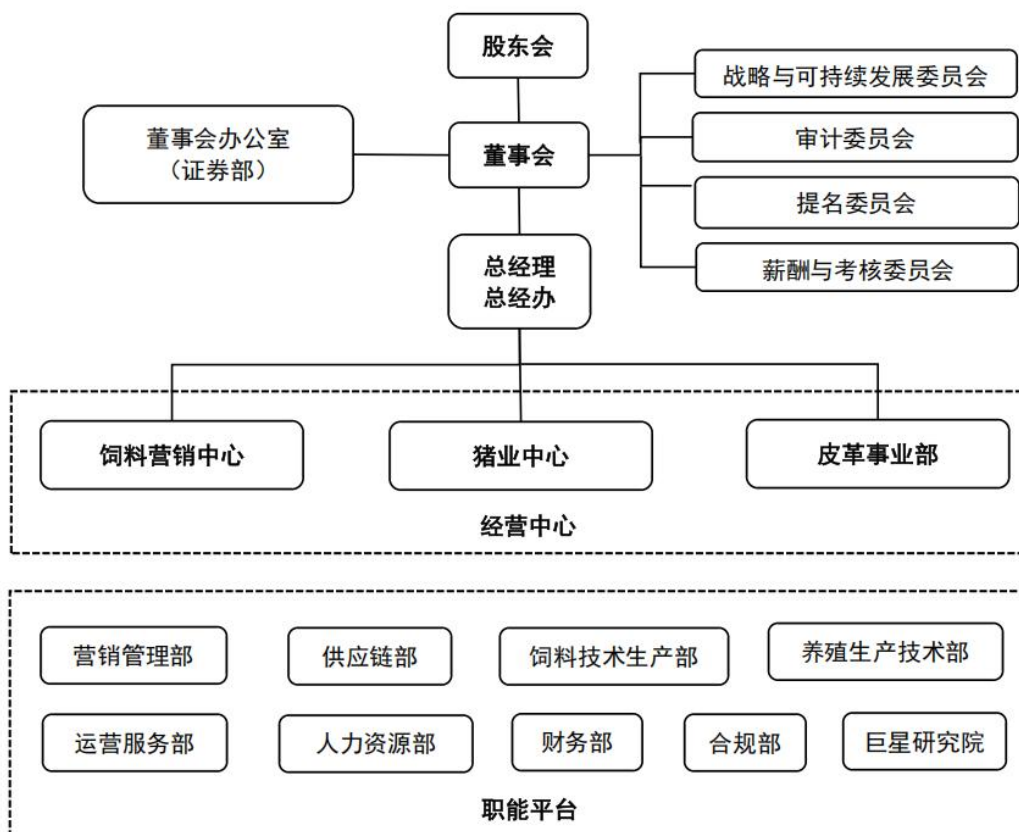 股东会
战略与可持续发展委员会
董事会办公室
（证券部）
董事会
审计委员会
提名委员会
总经理
总经办
薪酬与考核委员会
饲料营销中心
猪业中心
皮革事业部
经营中心
营销管理部
供应链部
饲料技术生产部
养殖生产技术部
运营服务部
人力资源部
财务部
合规部
巨星研究院
职能平台